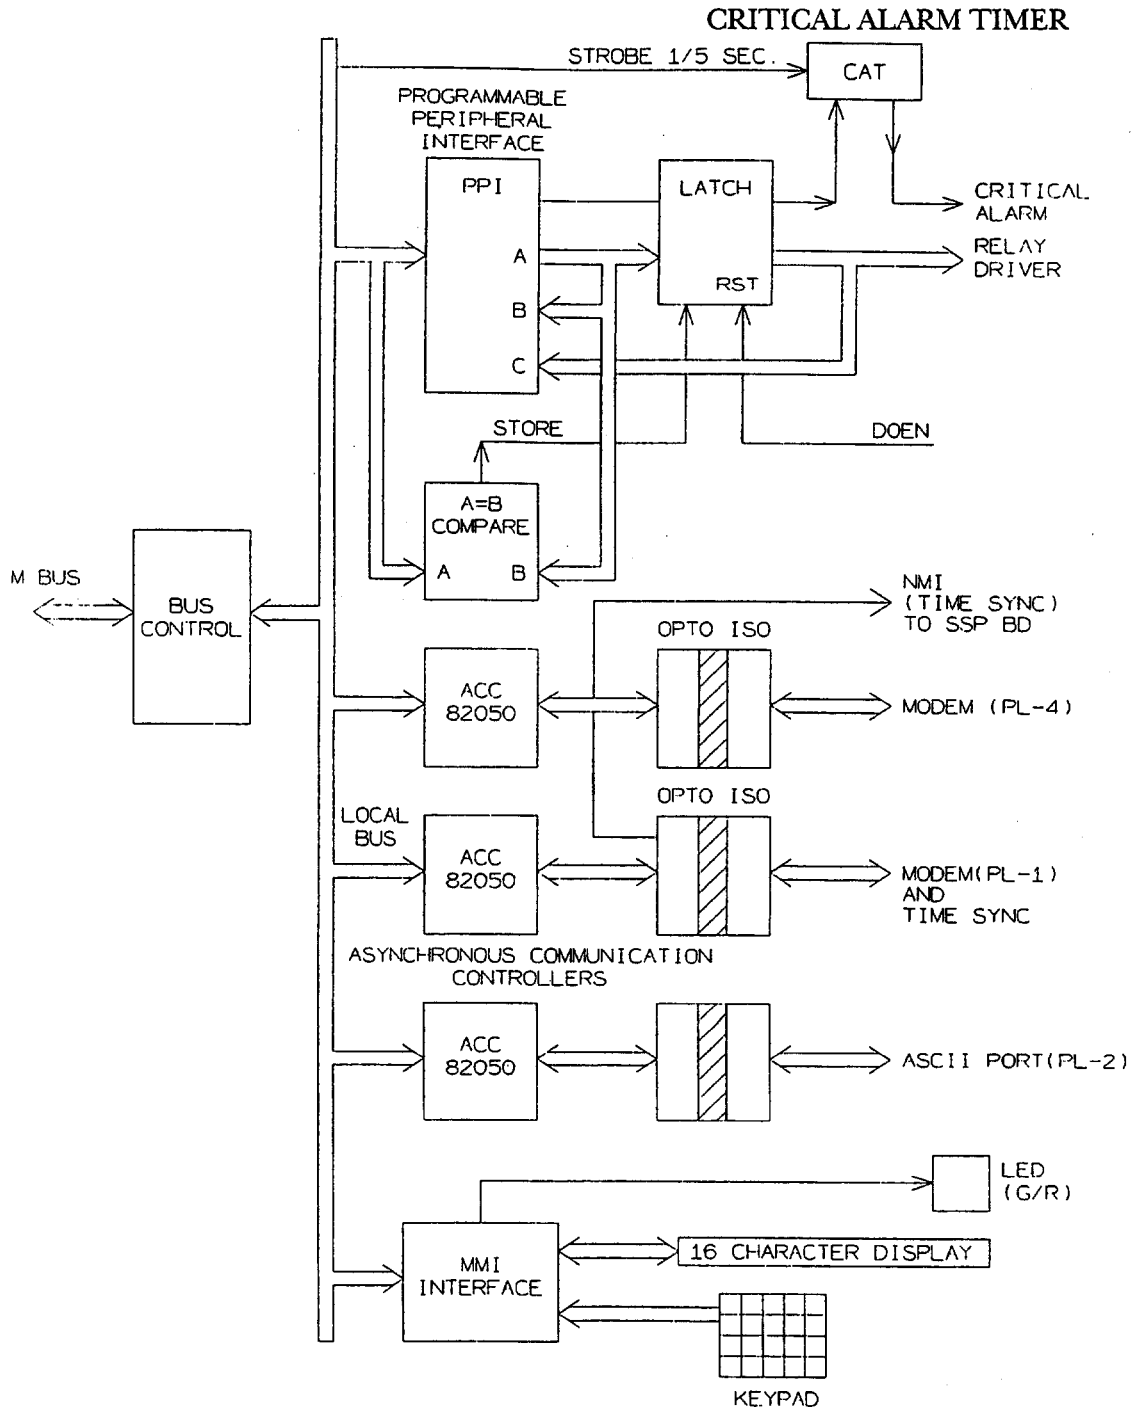 CRITICAL ALARM TIMER
STROBE 1/5 SEC.
CAT
PROGRAMMABLE
PERIPHERAL
INTERFACE
PPI
LATCH
CRITICAL
ALARM
A
RELAY
DRIVER
RST
B
C
STORE
DOEN
A=B
COMPARE
A
B
M BUS
BUS
CONTROL
NMI
(TIME SYNC)
TO SSP BD
OPTO ISO
ACC
82050
MODEM (PL-4)
OPTO ISO
LOCAL
BUS
ACC
82050
MODEM(PL-1)
AND
TIME SYNC
ASYNCHRONOUS COMMUNICATION
CONTROLLERS
ACC
82050
ASCII PORT(PL-2)
LED
(G/R)
MMI
INTERFACE
16 CHARACTER DISPLAY
KEYPAD